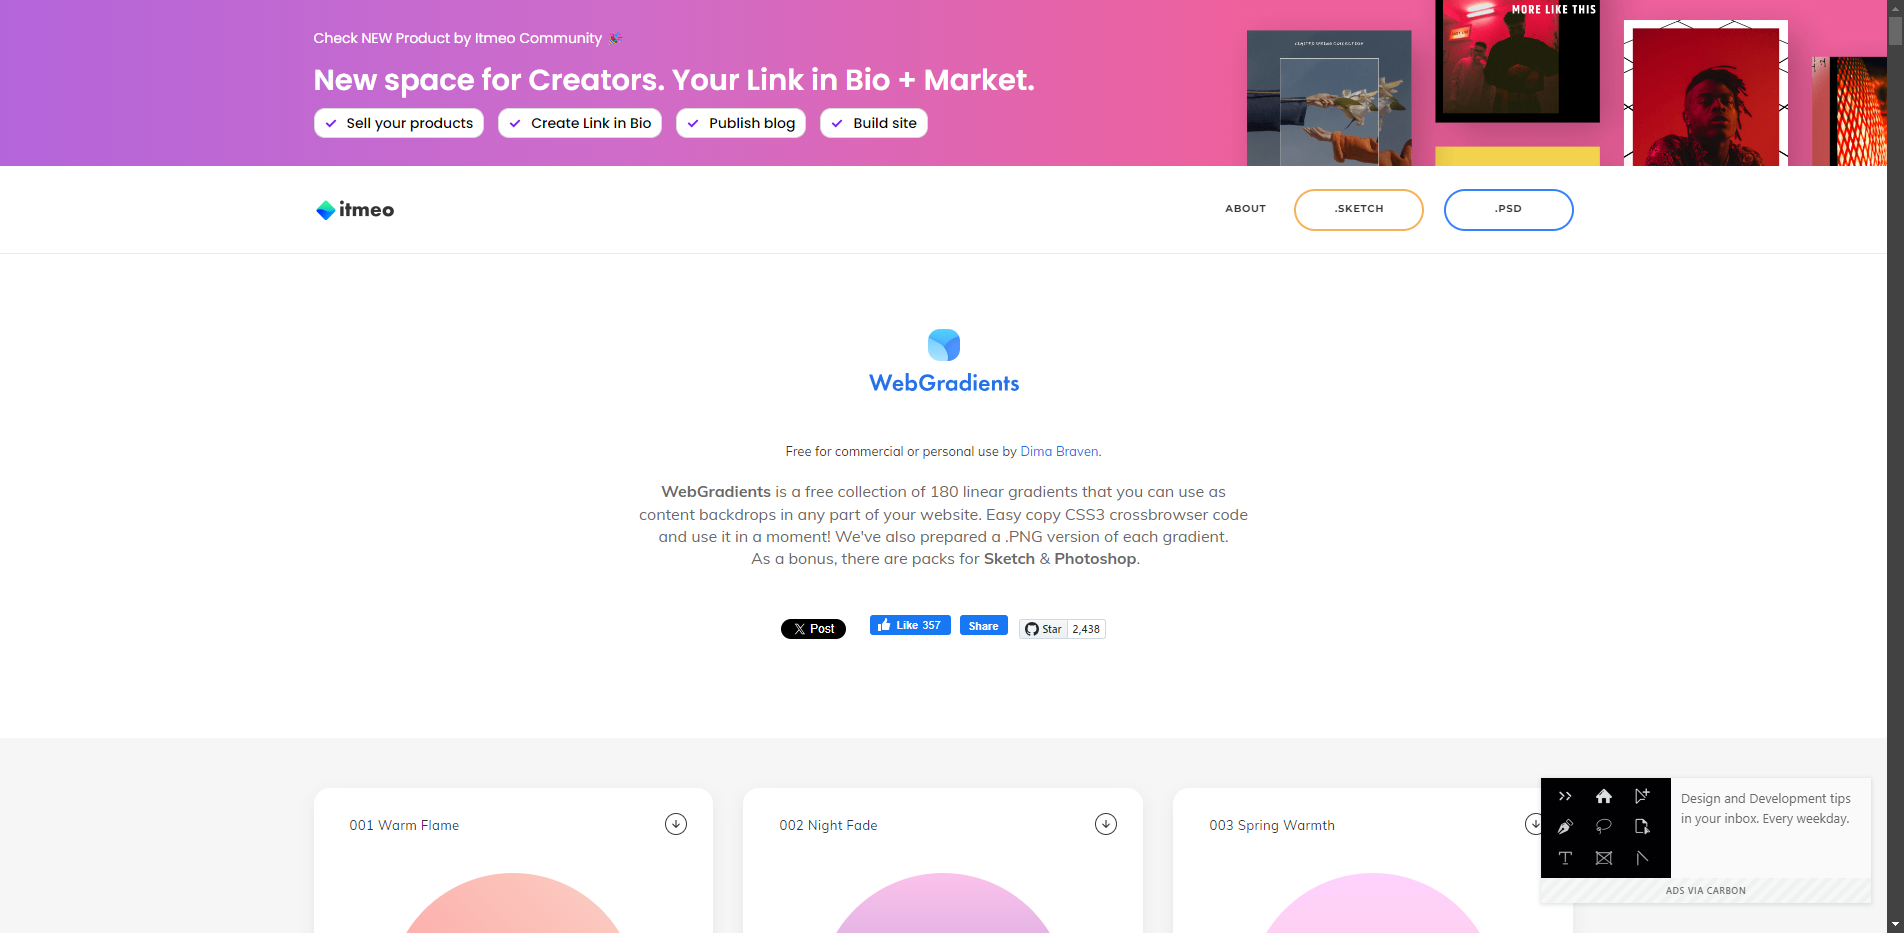 Check NEW Product by Itmeo Community 🎉
New space for Creators. Your Link in Bio + Market.
Sell your products
Create Link in Bio
Publish blog
Build site
MORE LIKE THIS
LIMITED SPRING COLLECTION
itmeo
ABOUT
.SKETCH
.PSD
WebGradients
Free for commercial or personal use by Dima Braven.
WebGradients is a free collection of 180 linear gradients that you can use as
content backdrops in any part of your website. Easy copy CSS3 crossbrowser code
and use it in a moment! We've also prepared a .PNG version of each gradient.
As a bonus, there are packs for Sketch & Photoshop.
X Post
Like 357
Share
Star 2,438
001 Warm Flame
002 Night Fade
003 Spring Warmth
Design and Development tips
in your inbox. Every weekday.
ADS VIA CARBON